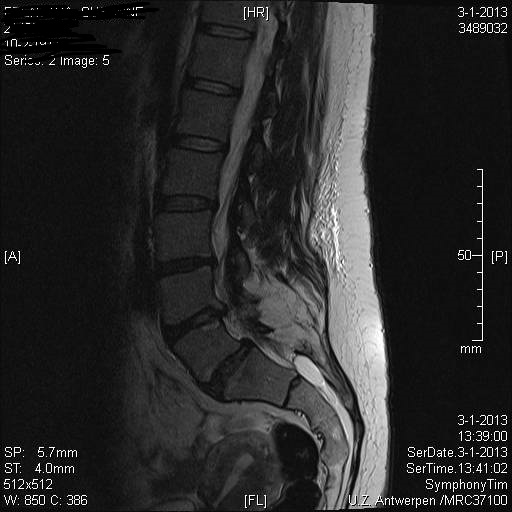 [HR]
3-1-2013
3489032
2
Series: 2 Image: 5
[A]
50
[P]
mm
3-1-2013
13:39:00
SerDate.3-1-2013
SerTime.13:41:02
SymphonyTim
U.Z. Antwerpen /MRC37100
SP: 5.7mm
ST: 4.0mm
512x512
W: 850 C: 386
[FL]